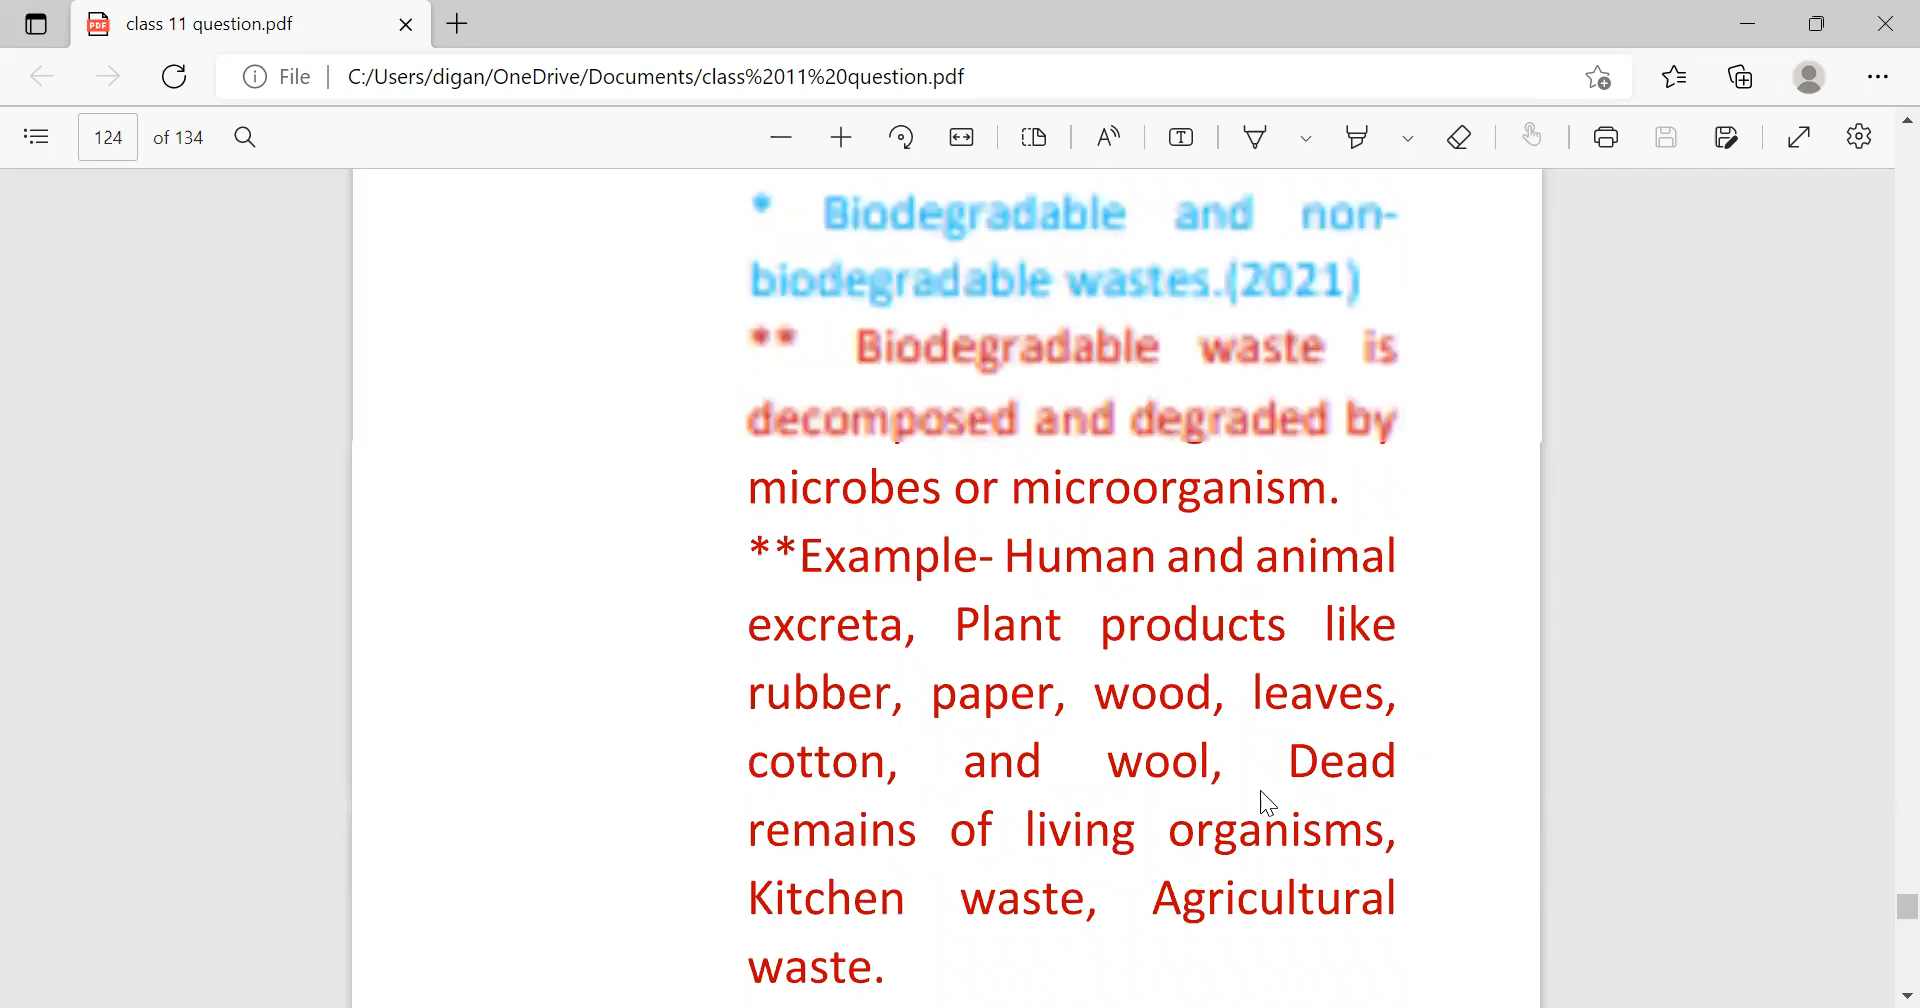 class 11 question.pdf
File
C:/Users/digan/OneDrive/Documents/class%2011%20question.pdf
124 of 134
* Biodegradable and non-
biodegradable wastes.(2021)
** Biodegradable waste is
decomposed and degraded by
microbes or microorganism.
**Example- Human and animal
excreta, Plant products like
rubber, paper, wood, leaves,
cotton, and wool, Dead
remains of living organisms,
Kitchen waste, Agricultural
waste.